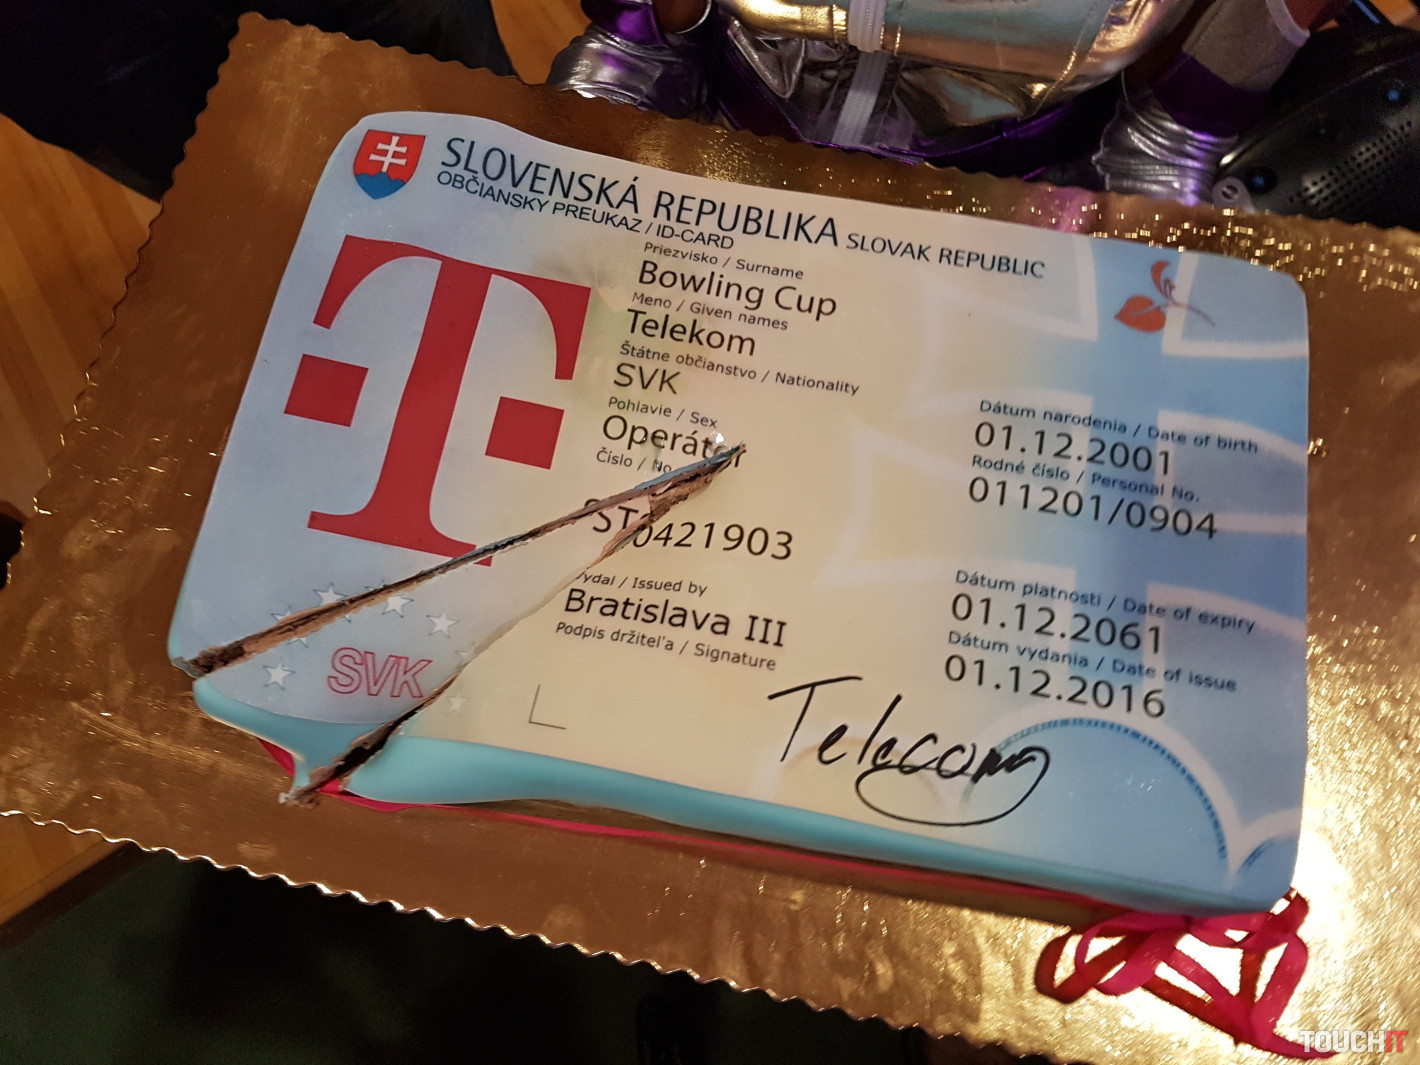 SLOVENSKÁ REPUBLIKA SLOVAK REPUBLIC
OBČIANSKY PREUKAZ / ID-CARD
Priezvisko / Surname
Bowling Cup
Meno / Given names
Telekom
Štátne občianstvo / Nationality
SVK
Pohlavie / Sex
Operátor
Číslo / No.
ST0421903
Vydal / Issued by
Bratislava III
Podpis držiteľa / Signature
Dátum narodenia / Date of birth
01.12.2001
Rodné číslo / Personal No.
011201/0904
Dátum platnosti / Date of expiry
01.12.2061
Dátum vydania / Date of issue
01.12.2016
T
SVK
Telecom
TOUCHIT